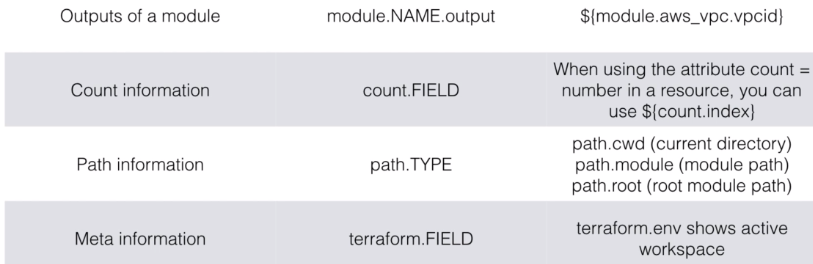 Outputs of a module
module.NAME.output
${module.aws_vpc.vpcid}
Count information
count.FIELD
When using the attribute count =
number in a resource, you can
use ${count.index}
Path information
path.TYPE
path.cwd (current directory)
path.module (module path)
path.root (root module path)
Meta information
terraform.FIELD
terraform.env shows active
workspace